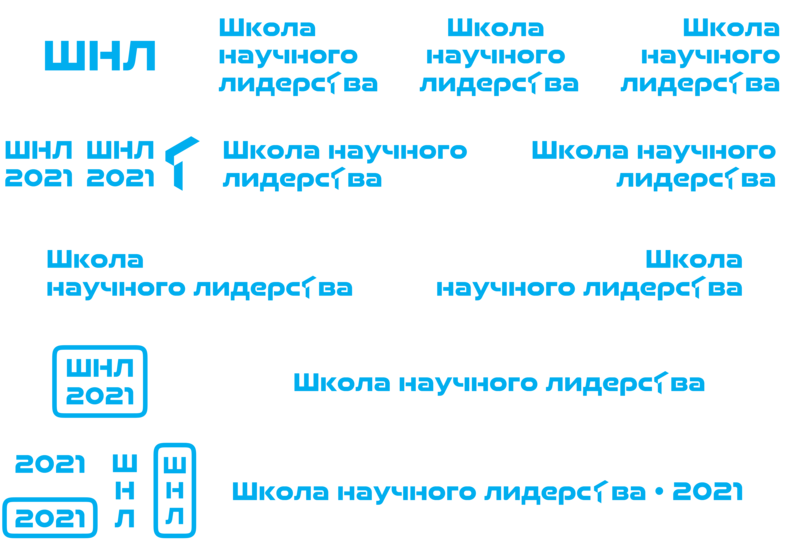 ШНЛ
Школа
научного
лидерства
Школа
научного
лидерства
Школа
научного
лидерства
ШНЛ
2021
ШНЛ
2021
Школа научного
лидерства
Школа научного
лидерства
Школа
научного лидерства
Школа
научного лидерства
ШНЛ
2021
Школа научного лидерства
2021
2021
Ш
Н
Л
Ш
Н
Л
Школа научного лидерства • 2021